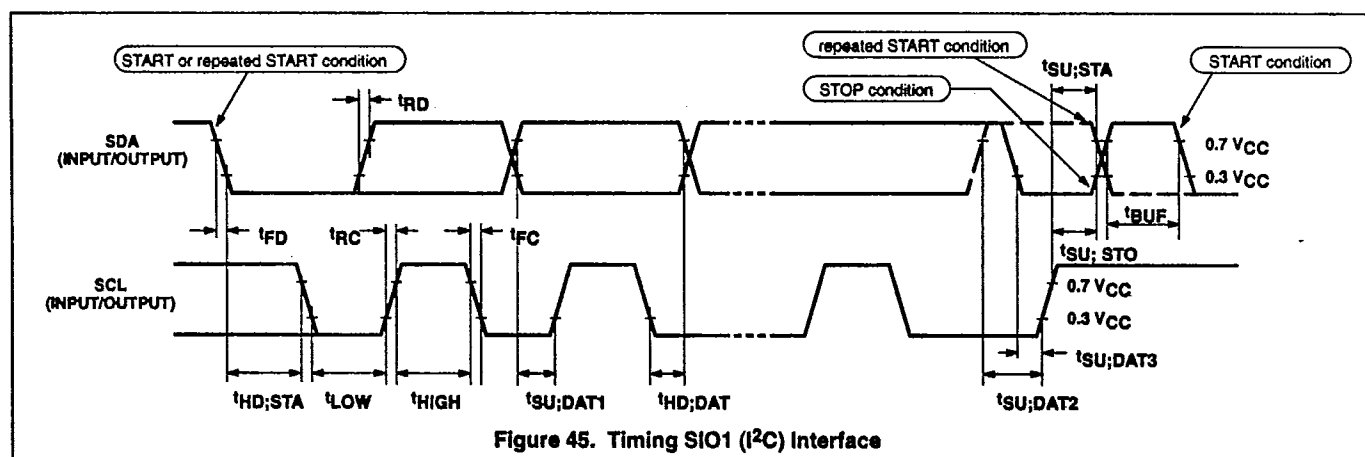 START or repeated START condition
repeated START condition
STOP condition
START condition
tSU;STA
tRD
SDA
(INPUT/OUTPUT)
0.7 VCC
0.3 VCC
tFD
tRC
tFC
tBUF
tSU; STO
SCL
(INPUT/OUTPUT)
0.7 VCC
0.3 VCC
tSU;DAT3
tHD;STA
tLOW
tHIGH
tSU;DAT1
tHD;DAT
tSU;DAT2
Figure 45. Timing SIO1 (I²C) Interface